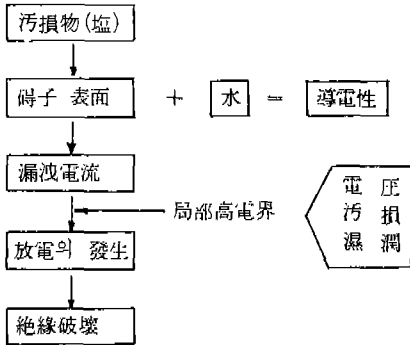 汚損物(塩)
碍子 表面 + 水 = 導電性
漏洩電流
局部高電界
放電의 發生
絶緣破壞
電 圧
汚 損
濕 潤